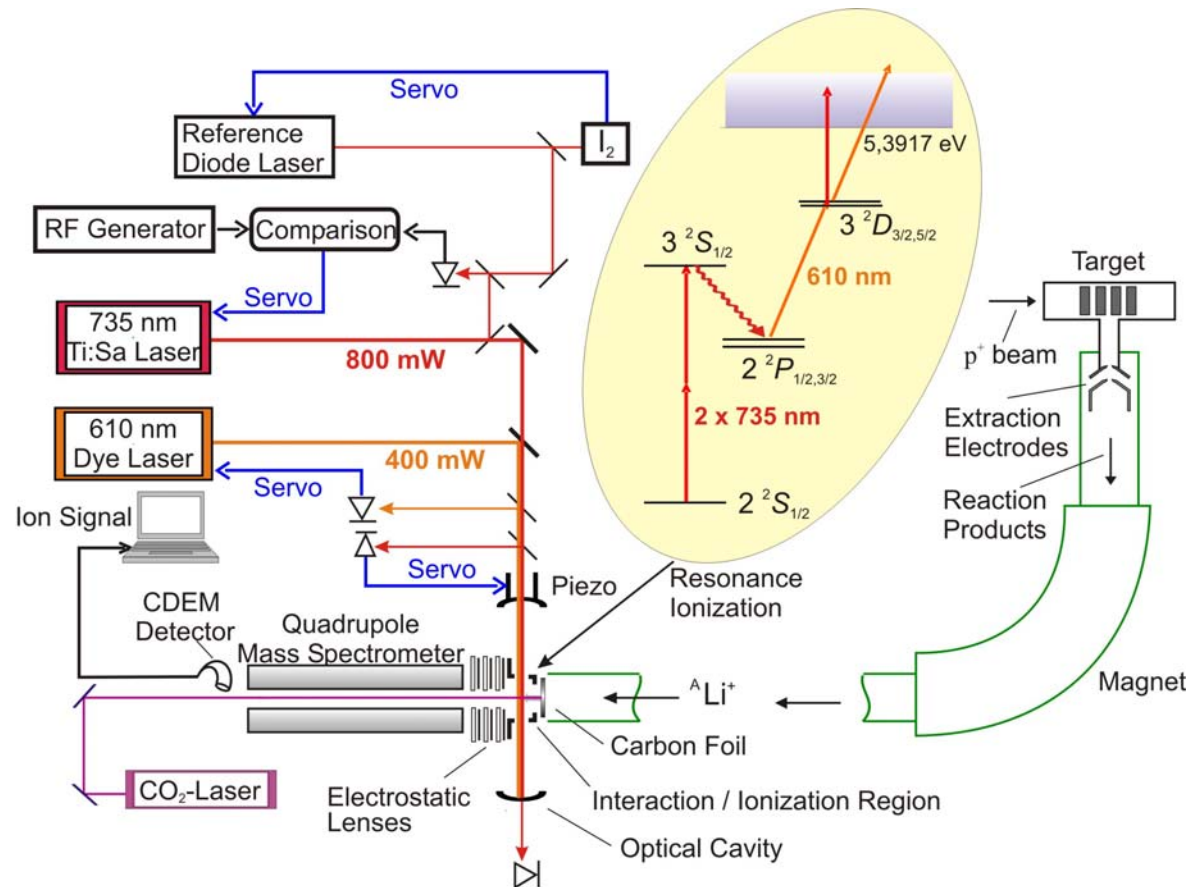 Servo
Reference
Diode Laser
I₂
RF Generator
Comparison
Servo
735 nm
Ti:Sa Laser
800 mW
610 nm
Dye Laser
400 mW
Servo
Ion Signal
Servo
Piezo
CDEM
Detector
Quadrupole
Mass Spectrometer
CO₂-Laser
Electrostatic
Lenses
5,3917 eV
3 ²D₃/₂,₅/₂
3 ²S₁/₂
610 nm
2 ²P₁/₂,₃/₂
2 x 735 nm
2 ²S₁/₂
Resonance
Ionization
ᴬLi⁺
Carbon Foil
Interaction / Ionization Region
Optical Cavity
Target
p⁺ beam
Extraction
Electrodes
Reaction
Products
Magnet